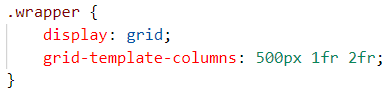 .wrapper {
    display: grid;
    grid-template-columns: 500px 1fr 2fr;
}